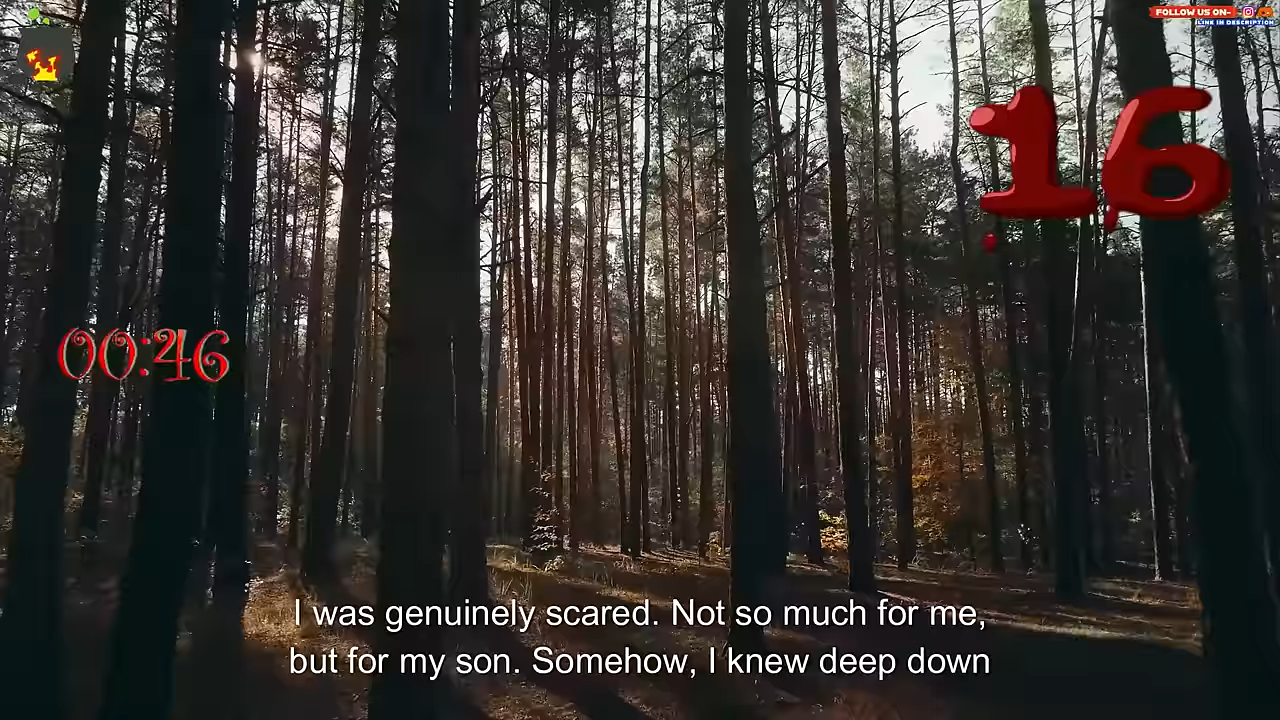 FOLLOW US ON-
LINK IN DESCRIPTION
16
00:46
I was genuinely scared. Not so much for me,
but for my son. Somehow, I knew deep down